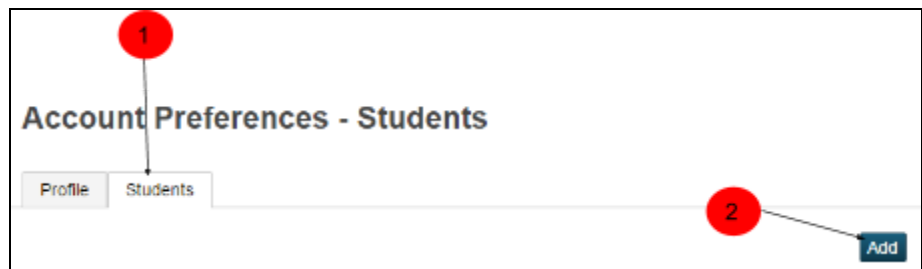 1
Account Preferences - Students
Profile Students
2
Add